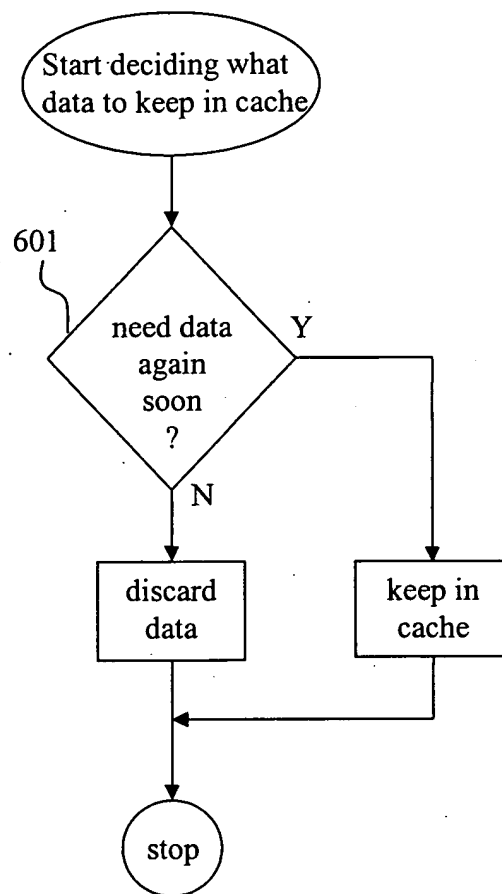 Start deciding what
data to keep in cache
601
need data
again
soon
?
Y
N
discard
data
keep in
cache
stop